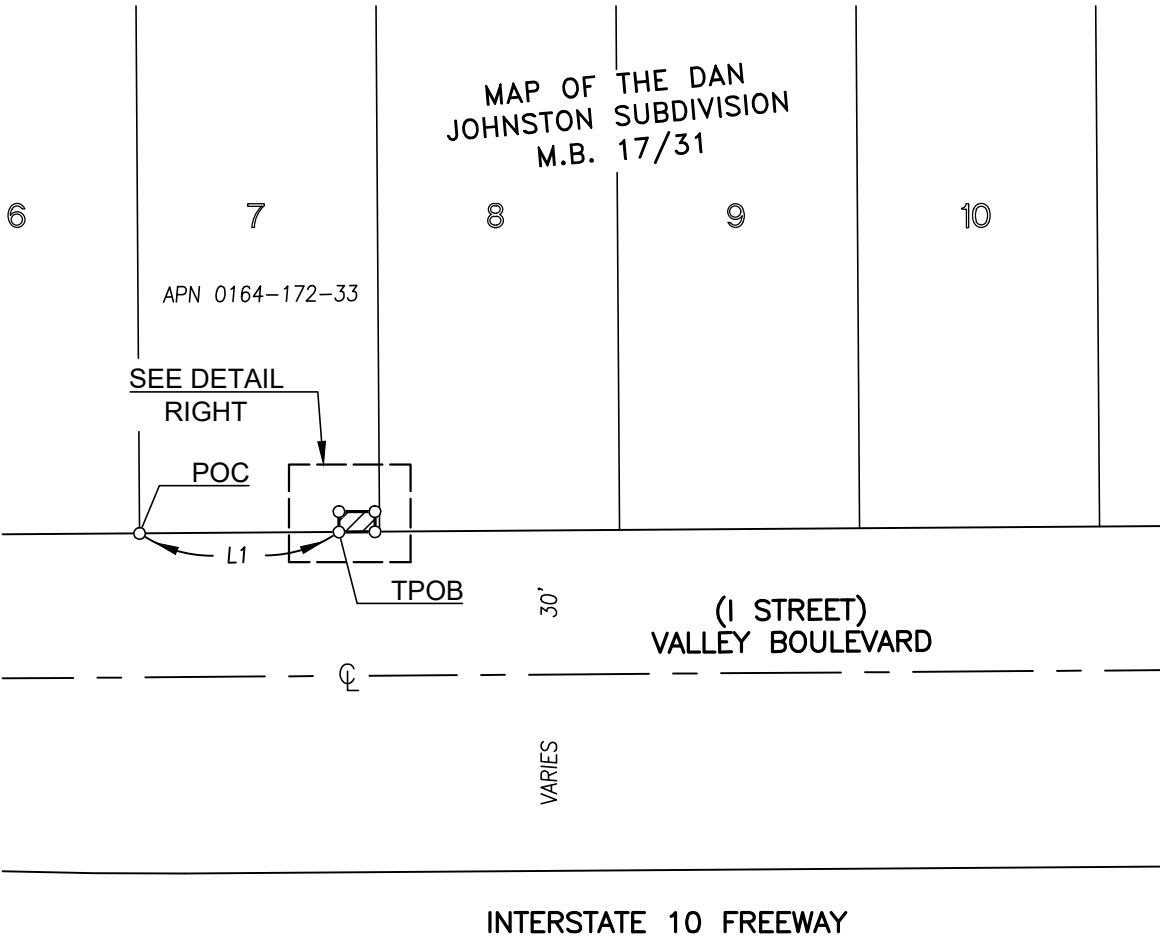 MAP OF THE DAN
JOHNSTON SUBDIVISION
M.B. 17/31
6
7
8
9
10
APN 0164-172-33
SEE DETAIL
RIGHT
POC
L1
TPOB
30'
(I STREET)
VALLEY BOULEVARD
℄
VARIES
INTERSTATE 10 FREEWAY